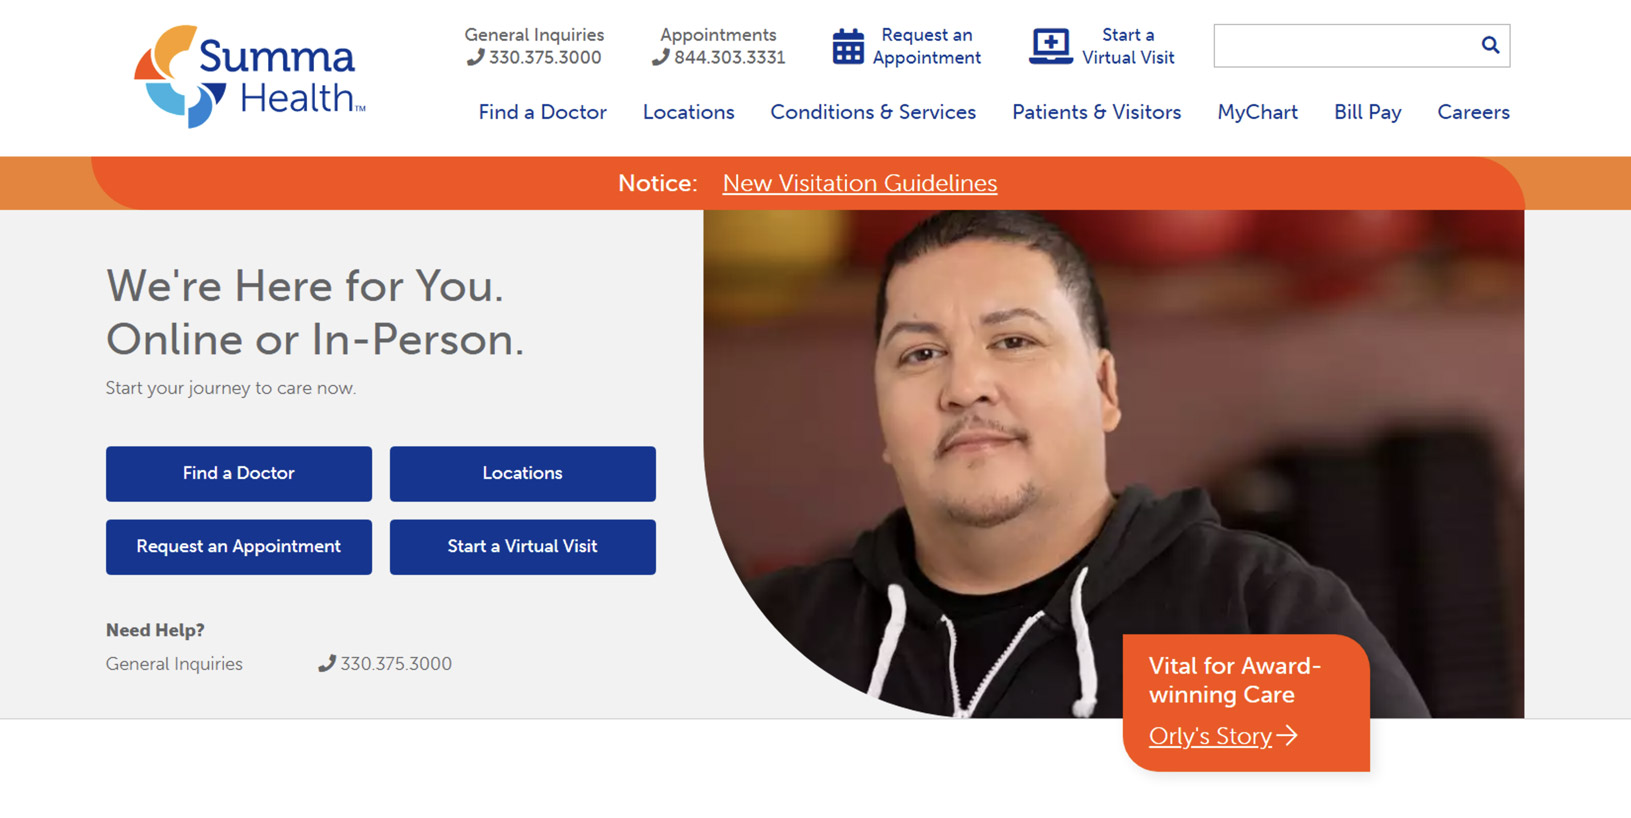 Summa
Health™
General Inquiries
330.375.3000
Appointments
844.303.3331
Request an
Appointment
Start a
Virtual Visit
Find a Doctor
Locations
Conditions & Services
Patients & Visitors
MyChart
Bill Pay
Careers
Notice: New Visitation Guidelines
We're Here for You.
Online or In-Person.
Start your journey to care now.
Find a Doctor
Locations
Request an Appointment
Start a Virtual Visit
Need Help?
General Inquiries 330.375.3000
Vital for Award-
winning Care
Orly's Story